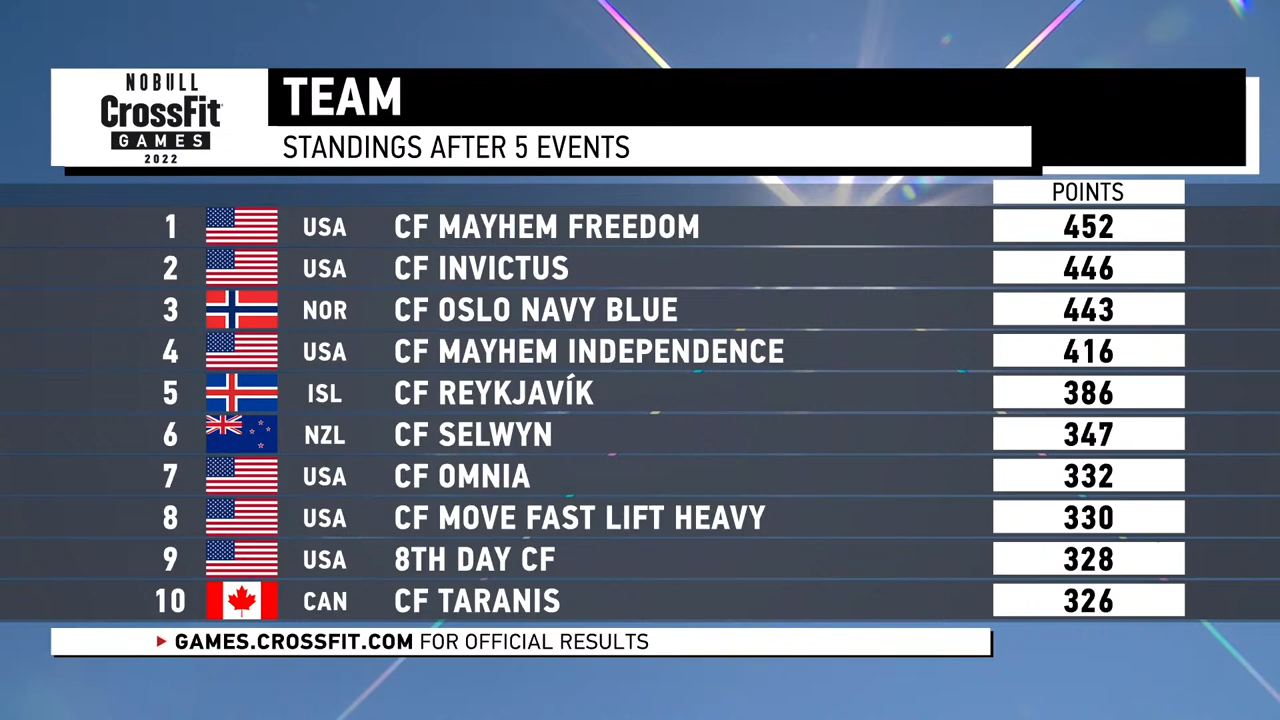 NOBULL
CrossFit
GAMES
2022
TEAM
STANDINGS AFTER 5 EVENTS
POINTS
1 USA CF MAYHEM FREEDOM 452
2 USA CF INVICTUS 446
3 NOR CF OSLO NAVY BLUE 443
4 USA CF MAYHEM INDEPENDENCE 416
5 ISL CF REYKJAVÍK 386
6 NZL CF SELWYN 347
7 USA CF OMNIA 332
8 USA CF MOVE FAST LIFT HEAVY 330
9 USA 8TH DAY CF 328
10 CAN CF TARANIS 326
GAMES.CROSSFIT.COM FOR OFFICIAL RESULTS